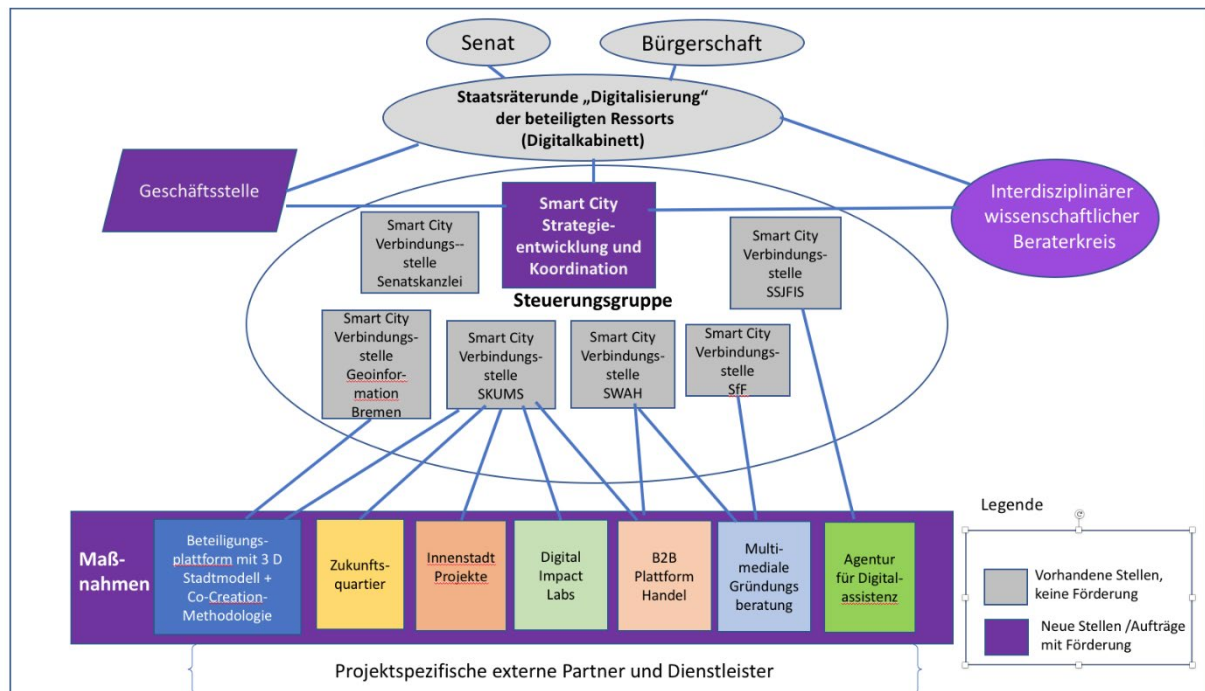 Senat
Bürgerschaft
Staatsräterunde „Digitalisierung“
der beteiligten Ressorts
(Digitalkabinett)
Geschäftsstelle
Smart City
Strategie-
entwicklung und
Koordination
Interdisziplinärer
wissenschaftlicher
Beraterkreis
Smart City
Verbindungs--
stelle
Senatskanzlei
Smart City
Verbindungs-
stelle
SSJFIS
Steuerungsgruppe
Smart City
Verbindungs-
stelle
Geoinfor-
mation
Bremen
Smart City
Verbindungs-
stelle
SKUMS
Smart City
Verbindungs-
stelle
SWAH
Smart City
Verbindungs-
stelle
SfF
Maß-
nahmen
Beteiligungs-
plattform mit 3 D
Stadtmodell +
Co-Creation-
Methodologie
Zukunfts-
quartier
Innenstadt
Projekte
Digital
Impact
Labs
B2B
Plattform
Handel
Multi-
mediale
Gründungs
beratung
Agentur
für Digital-
assistenz
Projektspezifische externe Partner und Dienstleister
Legende
Vorhandene Stellen,
keine Förderung
Neue Stellen /Aufträge
mit Förderung